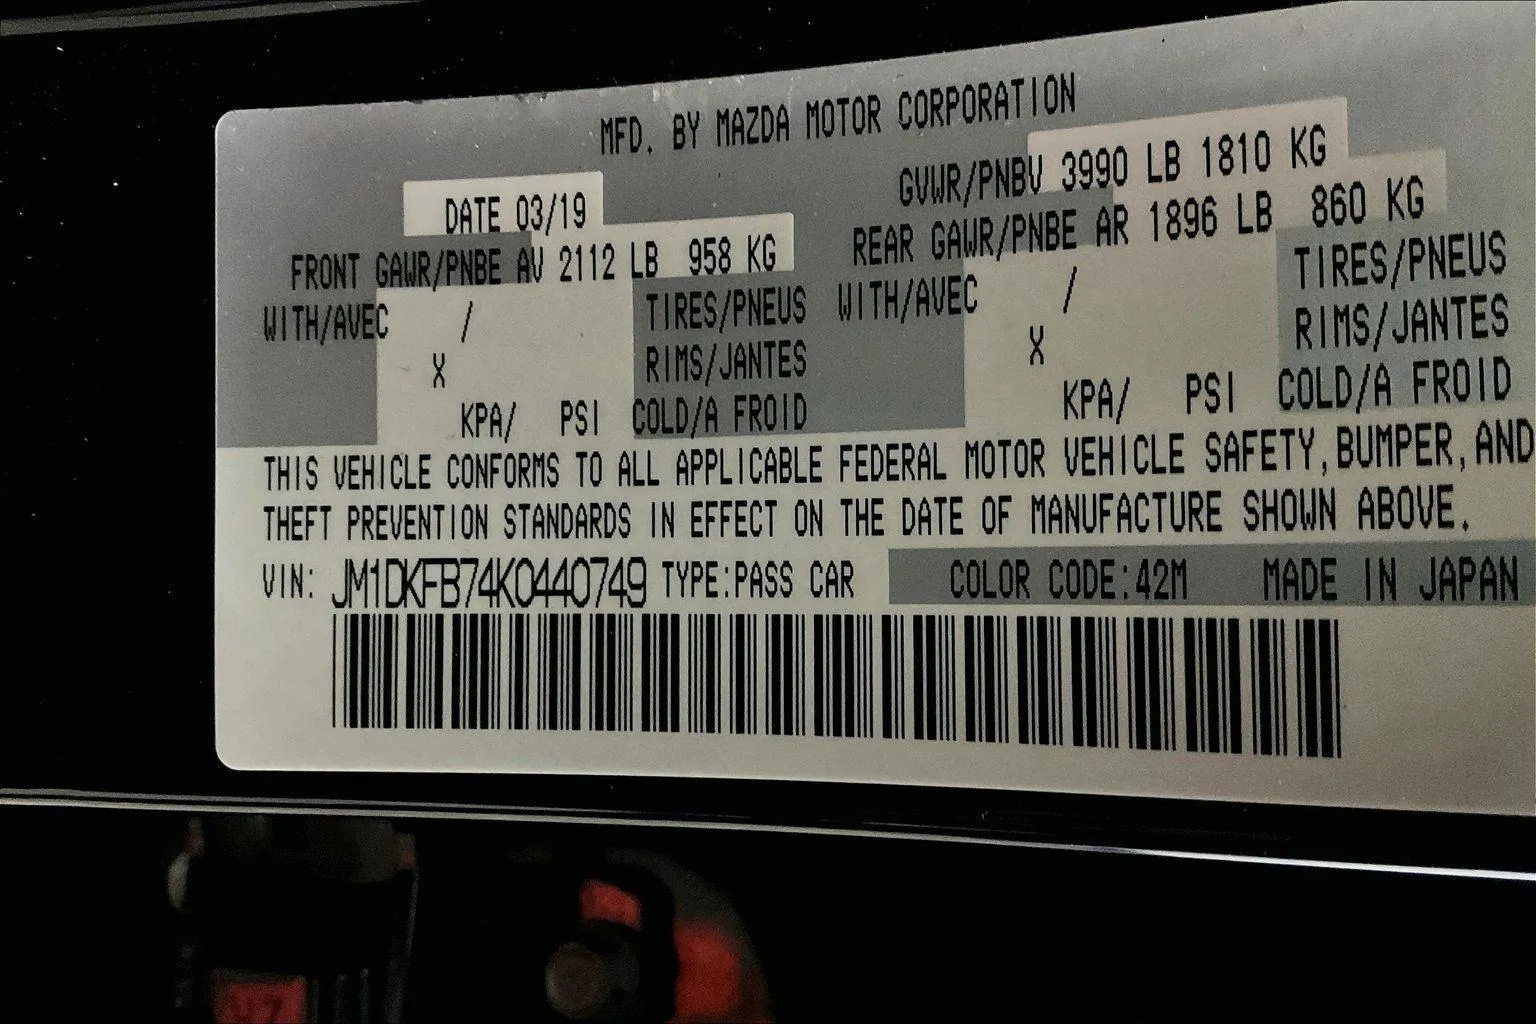 MFD. BY MAZDA MOTOR CORPORATION
DATE 03/19
GVWR/PNBV 3990 LB 1810 KG
FRONT GAWR/PNBE AV 2112 LB 958 KG
REAR GAWR/PNBE AR 1896 LB 860 KG
WITH/AVEC / TIRES/PNEUS
X RIMS/JANTES
KPA/ PSI COLD/A FROID
WITH/AVEC / TIRES/PNEUS
X RIMS/JANTES
KPA/ PSI COLD/A FROID
THIS VEHICLE CONFORMS TO ALL APPLICABLE FEDERAL MOTOR VEHICLE SAFETY, BUMPER, AND
THEFT PREVENTION STANDARDS IN EFFECT ON THE DATE OF MANUFACTURE SHOWN ABOVE.
VIN: JM1DKFB74K0440749 TYPE:PASS CAR COLOR CODE:42M MADE IN JAPAN